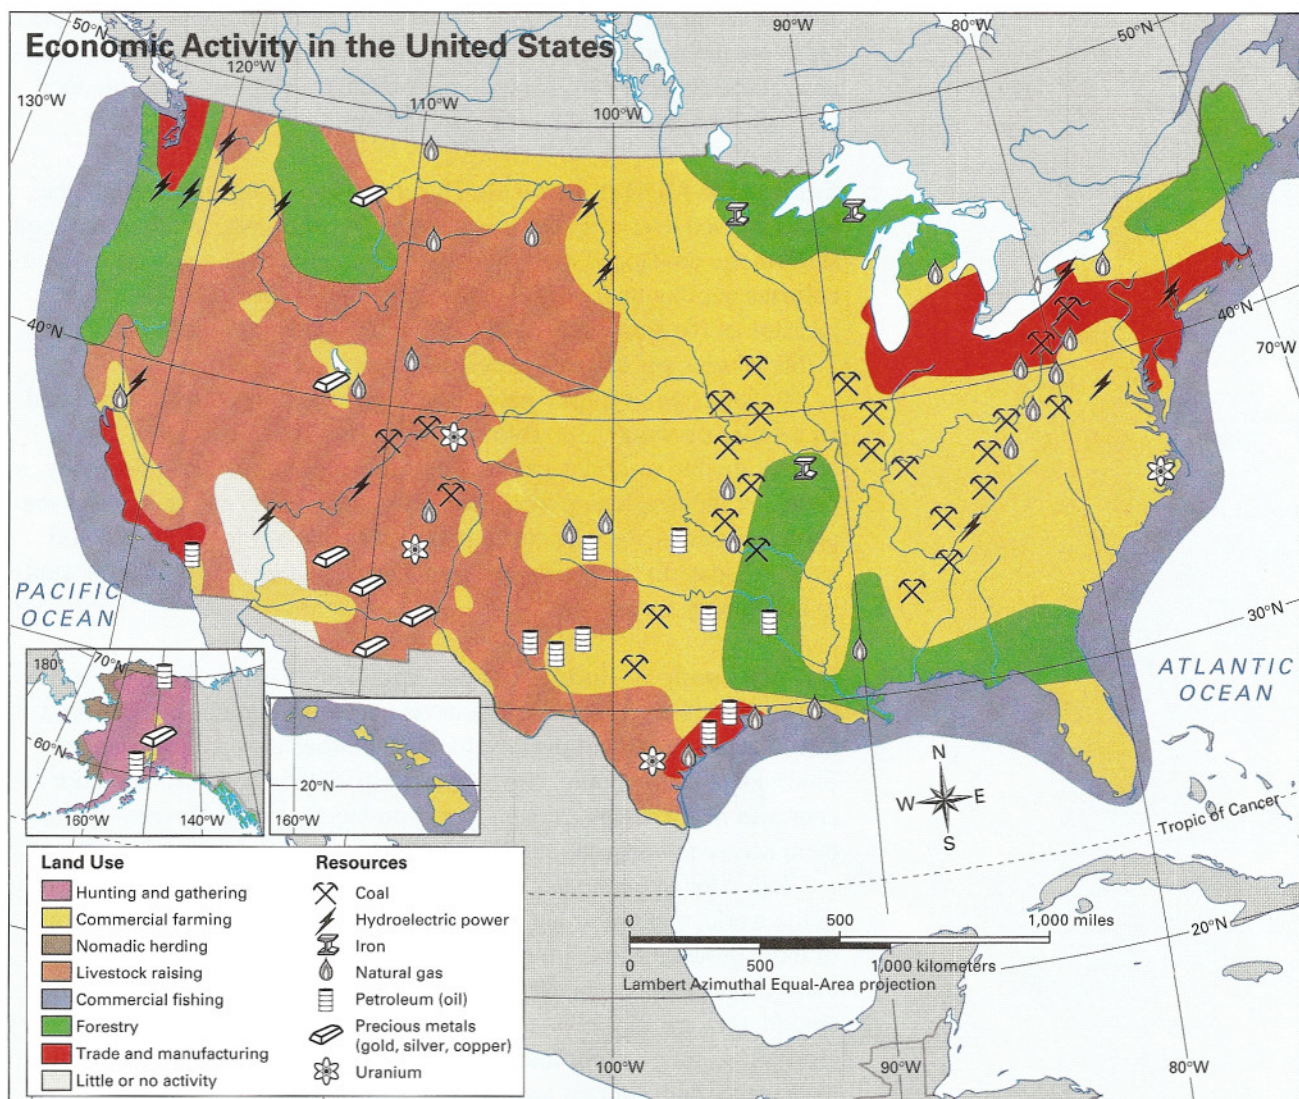 Economic Activity in the United States
50°N
120°W
110°W
100°W
90°W
80°W
50°N
130°W
40°N
40°N
70°W
30°N
PACIFIC
OCEAN
ATLANTIC
OCEAN
180°
70°N
60°N
160°W
140°W
20°N
160°W
N
W
E
S
Tropic of Cancer
20°N
Land Use
Hunting and gathering
Commercial farming
Nomadic herding
Livestock raising
Commercial fishing
Forestry
Trade and manufacturing
Little or no activity
Resources
Coal
Hydroelectric power
Iron
Natural gas
Petroleum (oil)
Precious metals
(gold, silver, copper)
Uranium
0 500 1,000 miles
0 500 1,000 kilometers
Lambert Azimuthal Equal-Area projection
100°W
90°W
80°W